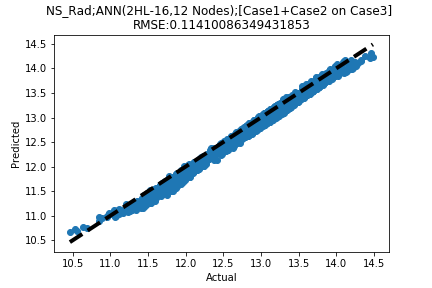 NS_Rad;ANN(2HL-16,12 Nodes);[Case1+Case2 on Case3]
RMSE:0.11410086349431853
14.5
14.0
13.5
13.0
12.5
12.0
11.5
11.0
10.5
Predicted
10.5 11.0 11.5 12.0 12.5 13.0 13.5 14.0 14.5
Actual